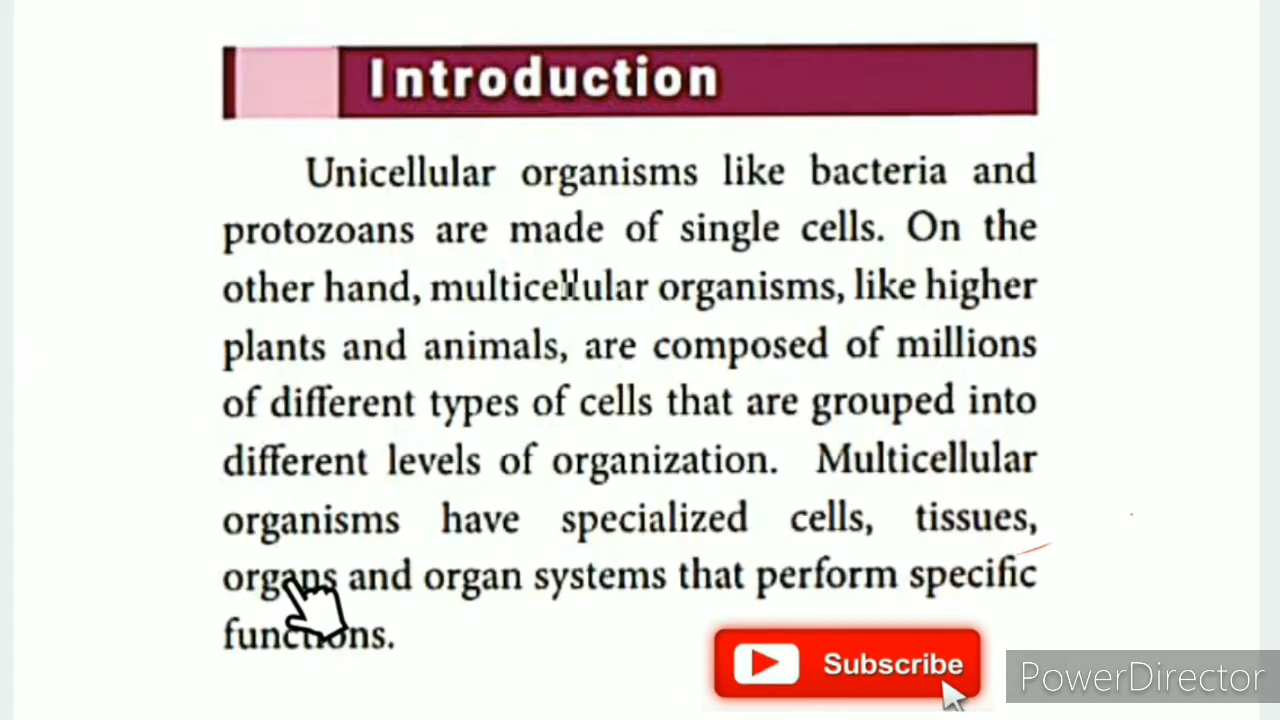 Introduction
Unicellular organisms like bacteria and
protozoans are made of single cells. On the
other hand, multicellular organisms, like higher
plants and animals, are composed of millions
of different types of cells that are grouped into
different levels of organization. Multicellular
organisms have specialized cells, tissues,
organs and organ systems that perform specific
functions.
Subscribe
PowerDirector